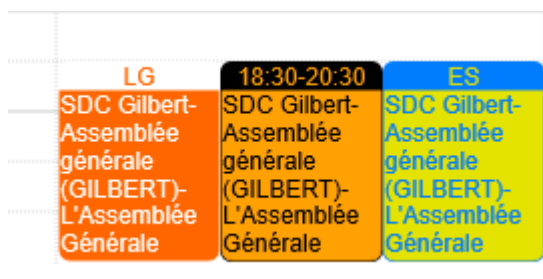 LG
SDC Gilbert-
Assemblée
générale
(GILBERT)-
L'Assemblée
Générale
18:30-20:30
SDC Gilbert-
Assemblée
générale
(GILBERT)-
L'Assemblée
Générale
ES
SDC Gilbert-
Assemblée
générale
(GILBERT)-
L'Assemblée
Générale